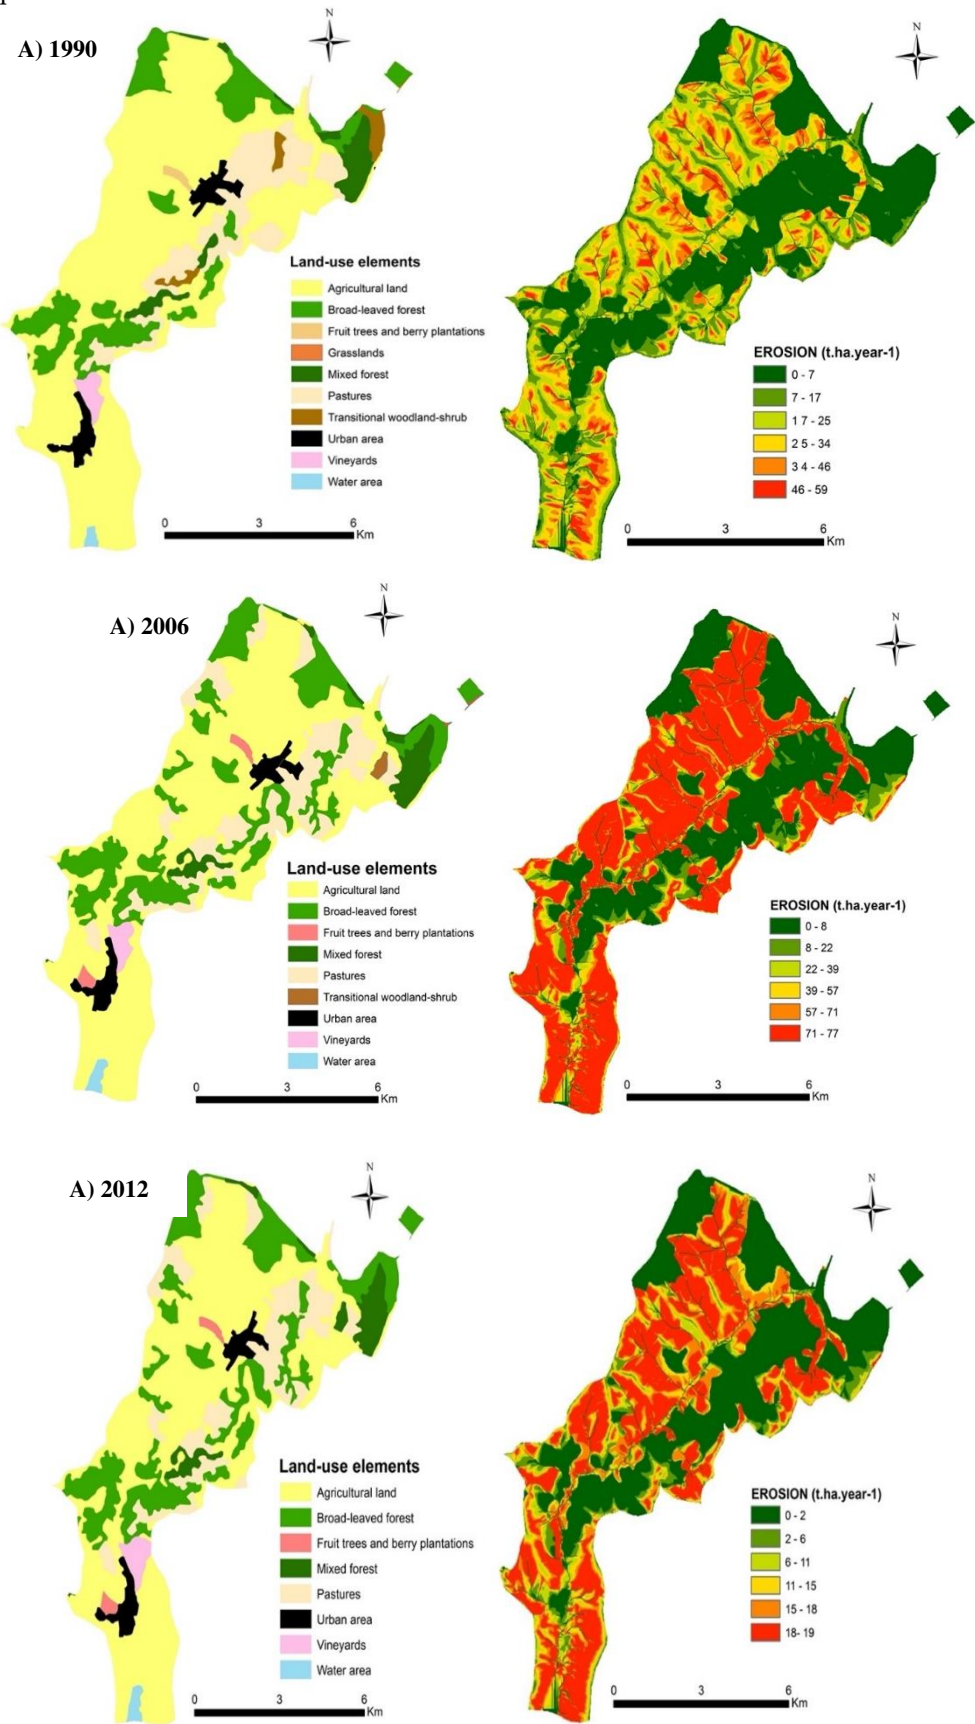 A) 1990
N
N
Land-use elements
Agricultural land
Broad-leaved forest
Fruit trees and berry plantations
Grasslands
Mixed forest
Pastures
Transitional woodland-shrub
Urban area
Vineyards
Water area
0 3 6
Km
EROSION (t.ha.year-1)
0 - 7
7 - 17
1 7 - 25
2 5 - 34
3 4 - 46
46 - 59
0 3 6
Km
A) 2006
N
N
Land-use elements
Agricultural land
Broad-leaved forest
Fruit trees and berry plantations
Mixed forest
Pastures
Transitional woodland-shrub
Urban area
Vineyards
Water area
0 3 6
Km
EROSION (t.ha.year-1)
0 - 8
8 - 22
22 - 39
39 - 57
57 - 71
71 - 77
0 3 6
Km
A) 2012
N
N
Land-use elements
Agricultural land
Broad-leaved forest
Fruit trees and berry plantations
Mixed forest
Pastures
Urban area
Vineyards
Water area
0 3 6
Km
EROSION (t.ha.year-1)
0 - 2
2 - 6
6 - 11
11 - 15
15 - 18
18- 19
0 3 6
Km